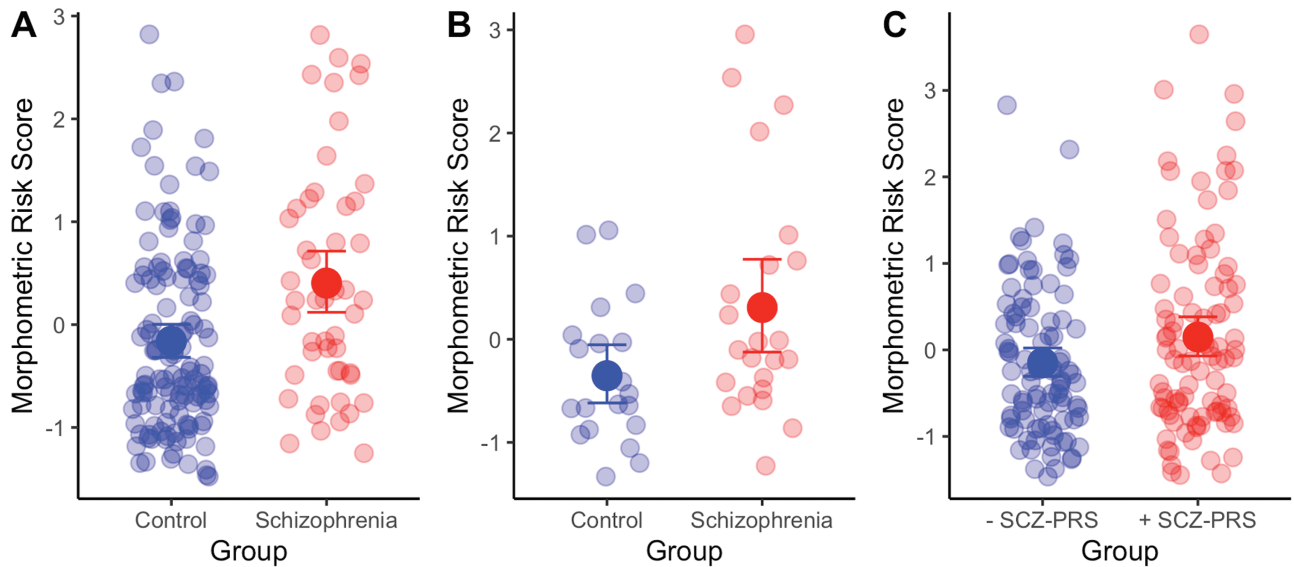 A
Morphometric Risk Score
3
2
1
0
-1
Control
Schizophrenia
Group
B
Morphometric Risk Score
3
2
1
0
-1
Control
Schizophrenia
Group
C
Morphometric Risk Score
3
2
1
0
-1
- SCZ-PRS
+ SCZ-PRS
Group